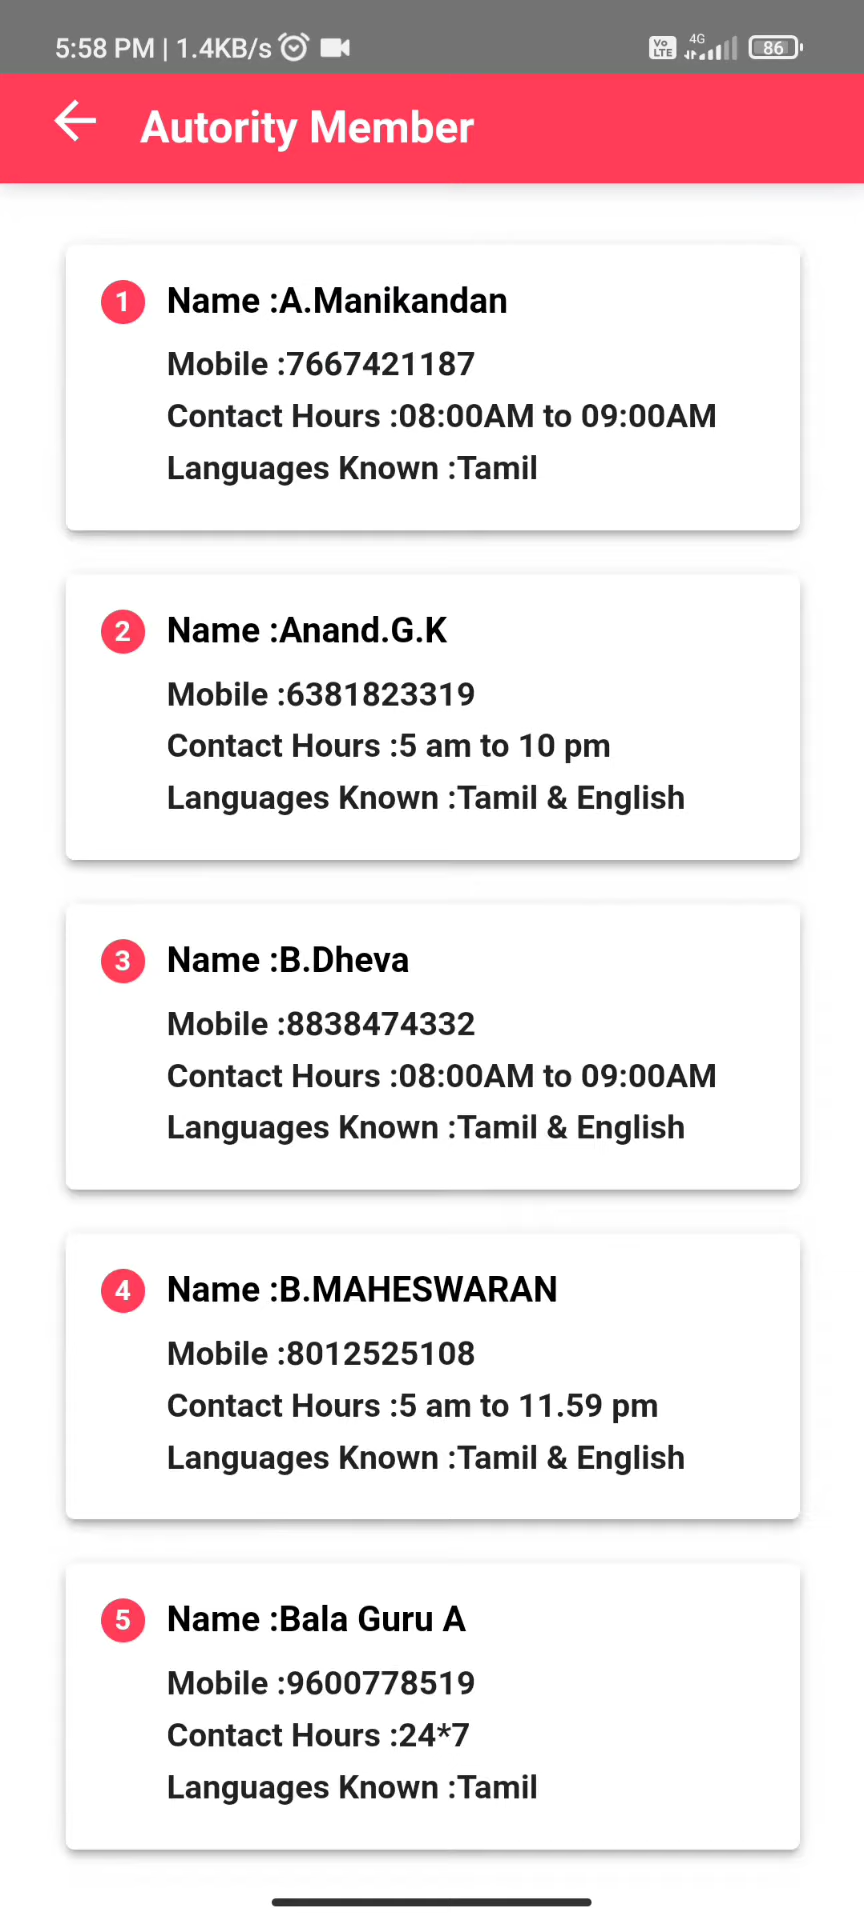 5:58 PM | 1.4KB/s
Vo LTE 4G 86
Autority Member
1 Name :A.Manikandan
Mobile :7667421187
Contact Hours :08:00AM to 09:00AM
Languages Known :Tamil
2 Name :Anand.G.K
Mobile :6381823319
Contact Hours :5 am to 10 pm
Languages Known :Tamil & English
3 Name :B.Dheva
Mobile :8838474332
Contact Hours :08:00AM to 09:00AM
Languages Known :Tamil & English
4 Name :B.MAHESWARAN
Mobile :8012525108
Contact Hours :5 am to 11.59 pm
Languages Known :Tamil & English
5 Name :Bala Guru A
Mobile :9600778519
Contact Hours :24*7
Languages Known :Tamil